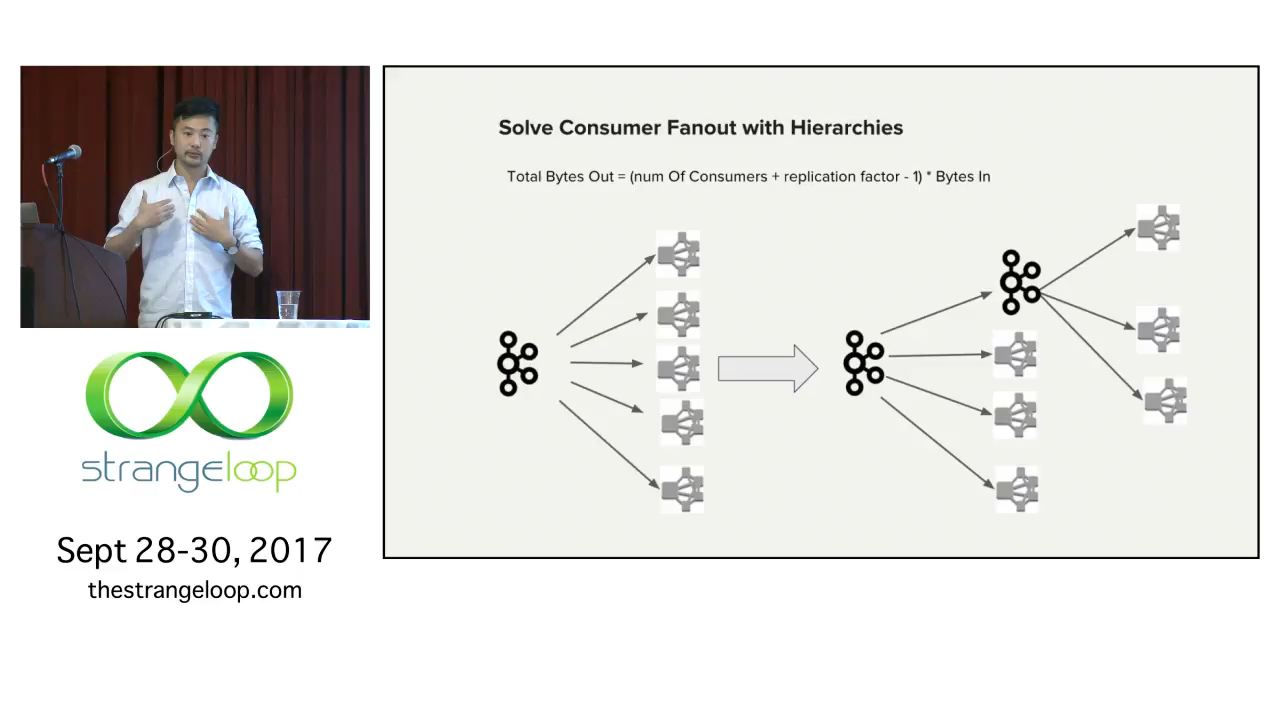 Solve Consumer Fanout with Hierarchies
Total Bytes Out = (num Of Consumers + replication factor - 1) * Bytes In
strangeloop
Sept 28-30, 2017
thestrangeloop.com